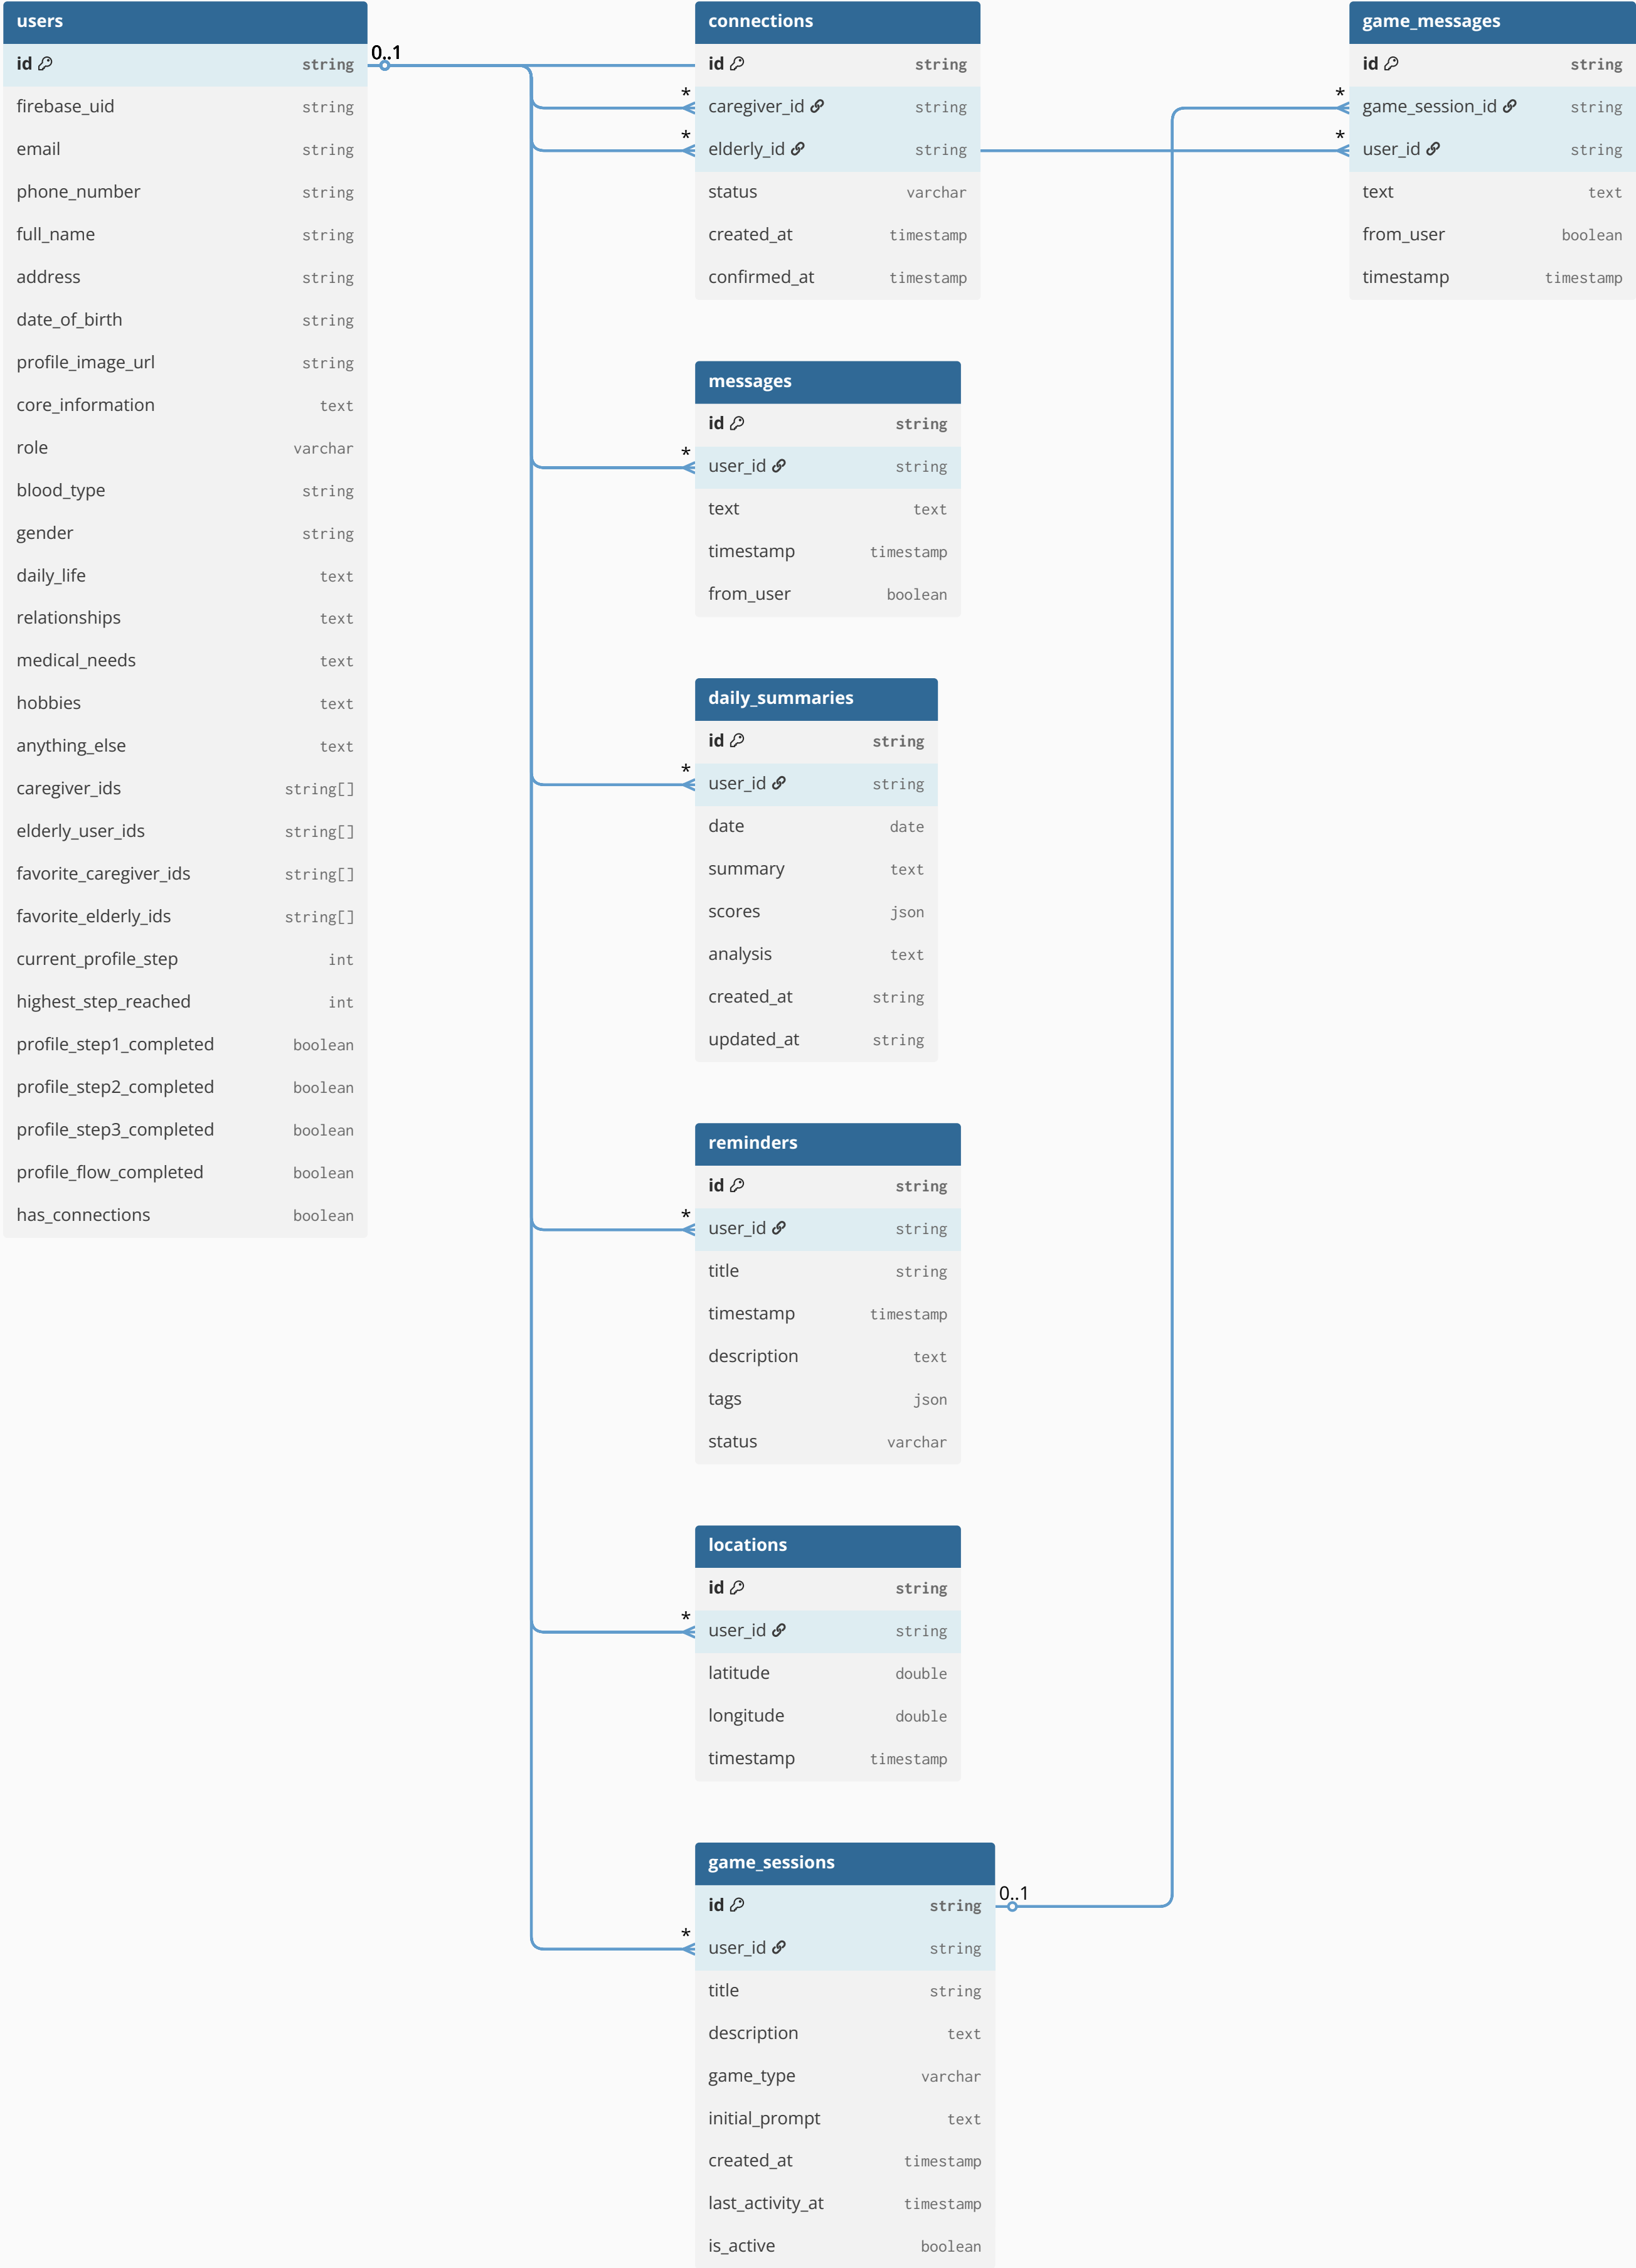 users
id string
firebase_uid string
email string
phone_number string
full_name string
address string
date_of_birth string
profile_image_url string
core_information text
role varchar
blood_type string
gender string
daily_life text
relationships text
medical_needs text
hobbies text
anything_else text
caregiver_ids string[]
elderly_user_ids string[]
favorite_caregiver_ids string[]
favorite_elderly_ids string[]
current_profile_step int
highest_step_reached int
profile_step1_completed boolean
profile_step2_completed boolean
profile_step3_completed boolean
profile_flow_completed boolean
has_connections boolean
0..1
connections
id string
* caregiver_id string
* elderly_id string
status varchar
created_at timestamp
confirmed_at timestamp
messages
id string
* user_id string
text text
timestamp timestamp
from_user boolean
daily_summaries
id string
* user_id string
date date
summary text
scores json
analysis text
created_at string
updated_at string
reminders
id string
* user_id string
title string
timestamp timestamp
description text
tags json
status varchar
locations
id string
* user_id string
latitude double
longitude double
timestamp timestamp
game_sessions
id string 0..1
* user_id string
title string
description text
game_type varchar
initial_prompt text
created_at timestamp
last_activity_at timestamp
is_active boolean
game_messages
id string
* game_session_id string
* user_id string
text text
from_user boolean
timestamp timestamp